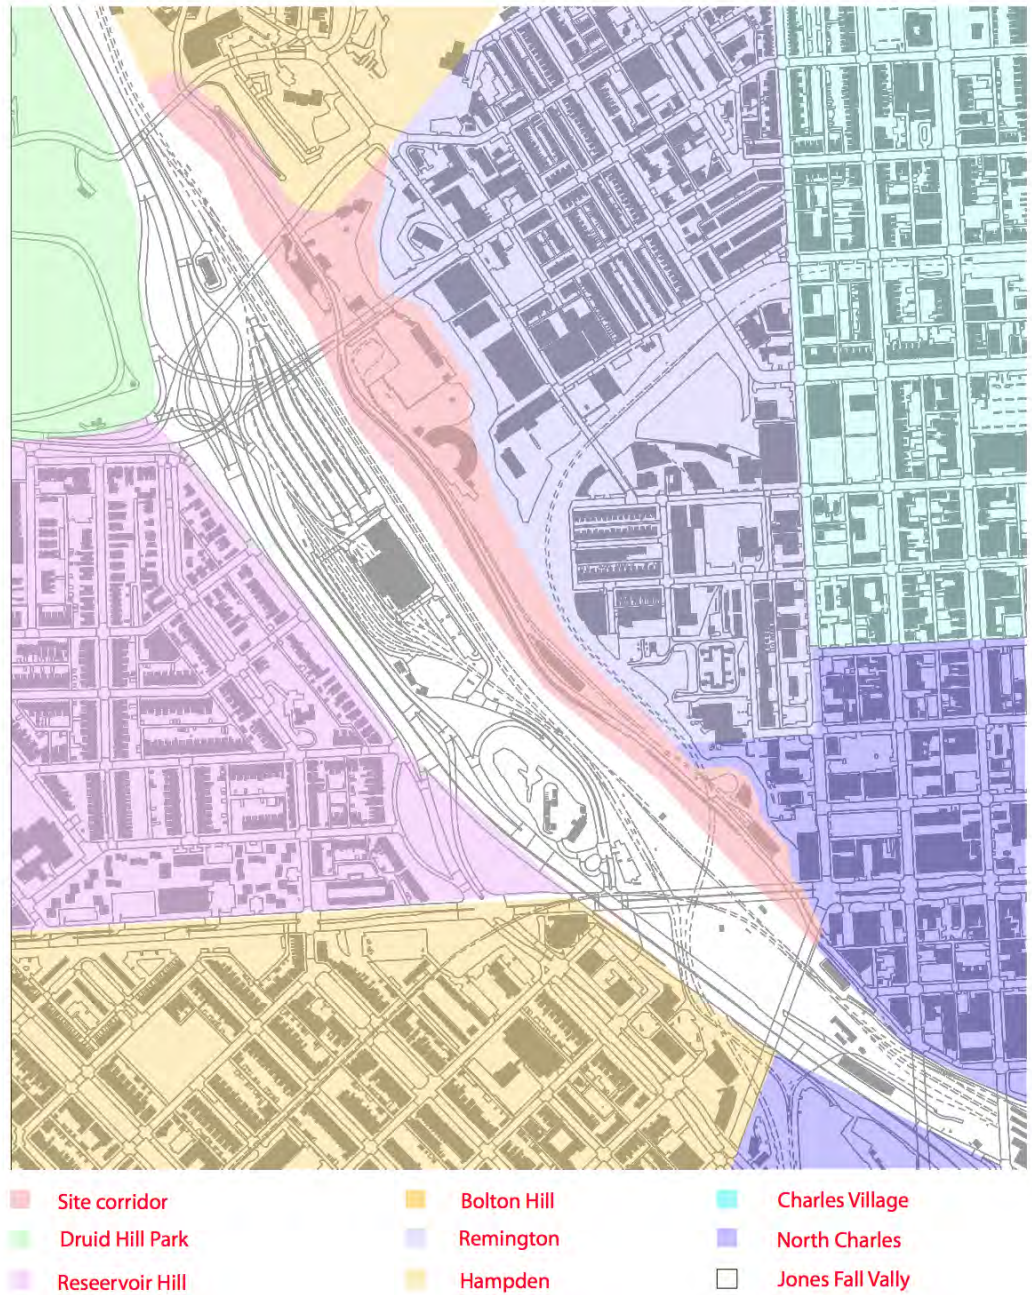 Site corridor
Bolton Hill
Charles Village
Druid Hill Park
Remington
North Charles
Reseervoir Hill
Hampden
Jones Fall Vally